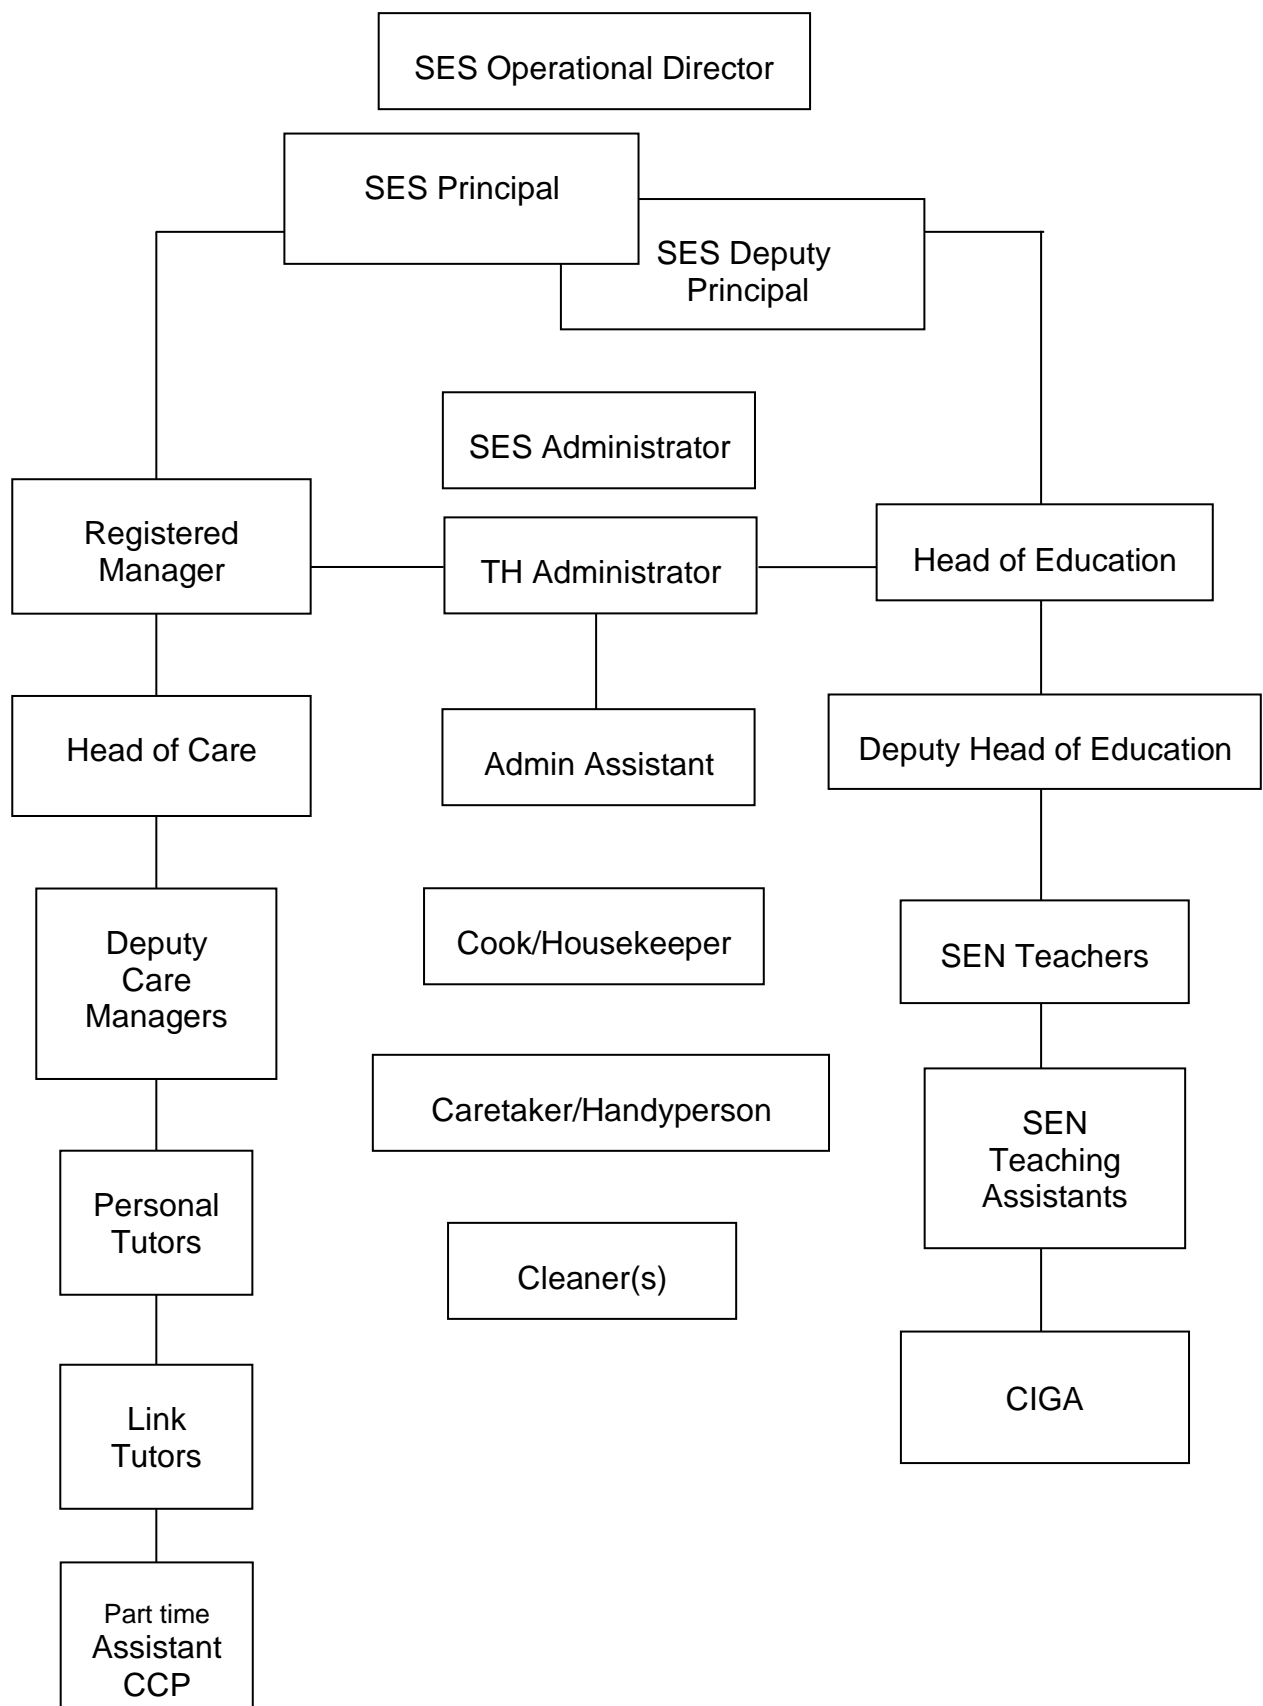 SES Operational Director
SES Principal
SES Deputy
Principal
SES Administrator
Registered
Manager
TH Administrator
Head of Education
Head of Care
Admin Assistant
Deputy Head of Education
Deputy
Care
Managers
Cook/Housekeeper
SEN Teachers
Caretaker/Handyperson
SEN
Teaching
Assistants
Personal
Tutors
Cleaner(s)
CIGA
Link
Tutors
Part time
Assistant
CCP